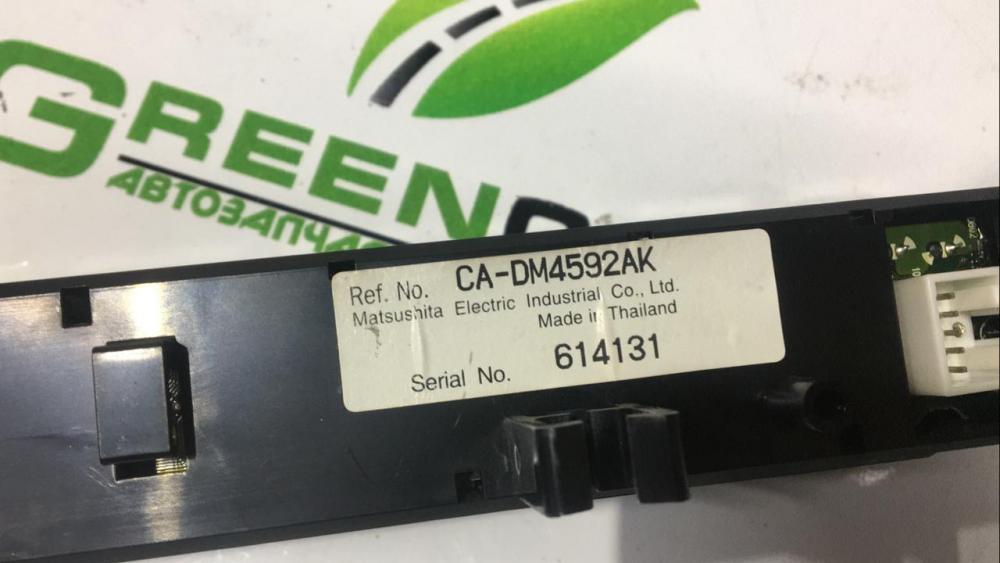 GREEN
АВТОЗАПЧА
Ref. No. CA-DM4592AK
Matsushita Electric Industrial Co., Ltd.
Made in Thailand
Serial No. 614131